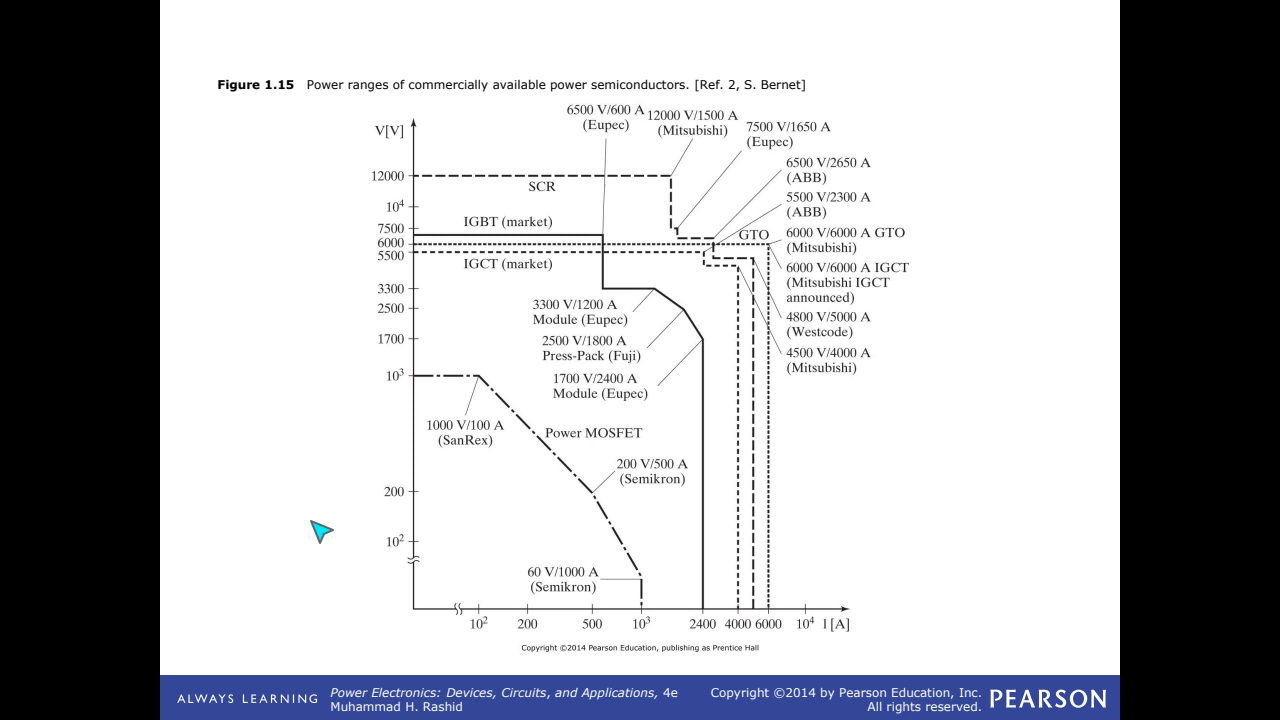 Figure 1.15 Power ranges of commercially available power semiconductors. [Ref. 2, S. Bernet]
6500 V/600 A
(Eupec)
12000 V/1500 A
(Mitsubishi)
7500 V/1650 A
(Eupec)
V[V]
6500 V/2650 A
(ABB)
12000
SCR
5500 V/2300 A
(ABB)
10⁴
IGBT (market)
7500
GTO
6000 V/6000 A GTO
(Mitsubishi)
6000
5500
IGCT (market)
6000 V/6000 A IGCT
(Mitsubishi IGCT
announced)
3300
3300 V/1200 A
Module (Eupec)
2500
4800 V/5000 A
(Westcode)
1700
2500 V/1800 A
Press-Pack (Fuji)
4500 V/4000 A
(Mitsubishi)
10³
1700 V/2400 A
Module (Eupec)
1000 V/100 A
(SanRex)
Power MOSFET
200 V/500 A
(Semikron)
200
10²
60 V/1000 A
(Semikron)
10² 200 500 10³ 2400 4000 6000 10⁴ I [A]
Copyright ©2014 Pearson Education, publishing as Prentice Hall
ALWAYS LEARNING
Power Electronics: Devices, Circuits, and Applications, 4e
Muhammad H. Rashid
Copyright ©2014 by Pearson Education, Inc.
All rights reserved.
PEARSON